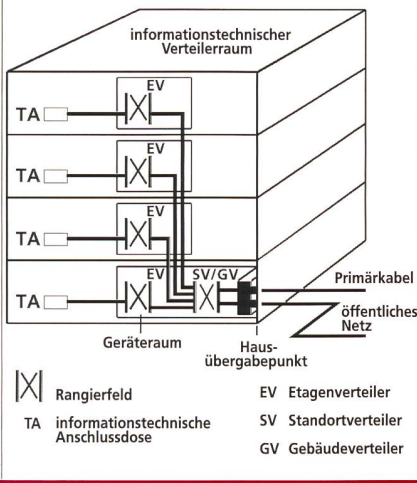 informationstechnischer
Verteilerraum
EV
TA
EV
TA
EV
TA
EV SV/GV
TA
Primärkabel
öffentliches
Netz
Geräteraum
Haus-
übergabepunkt
Rangierfeld
TA informationstechnische
Anschlussdose
EV Etagenverteiler
SV Standortverteiler
GV Gebäudeverteiler